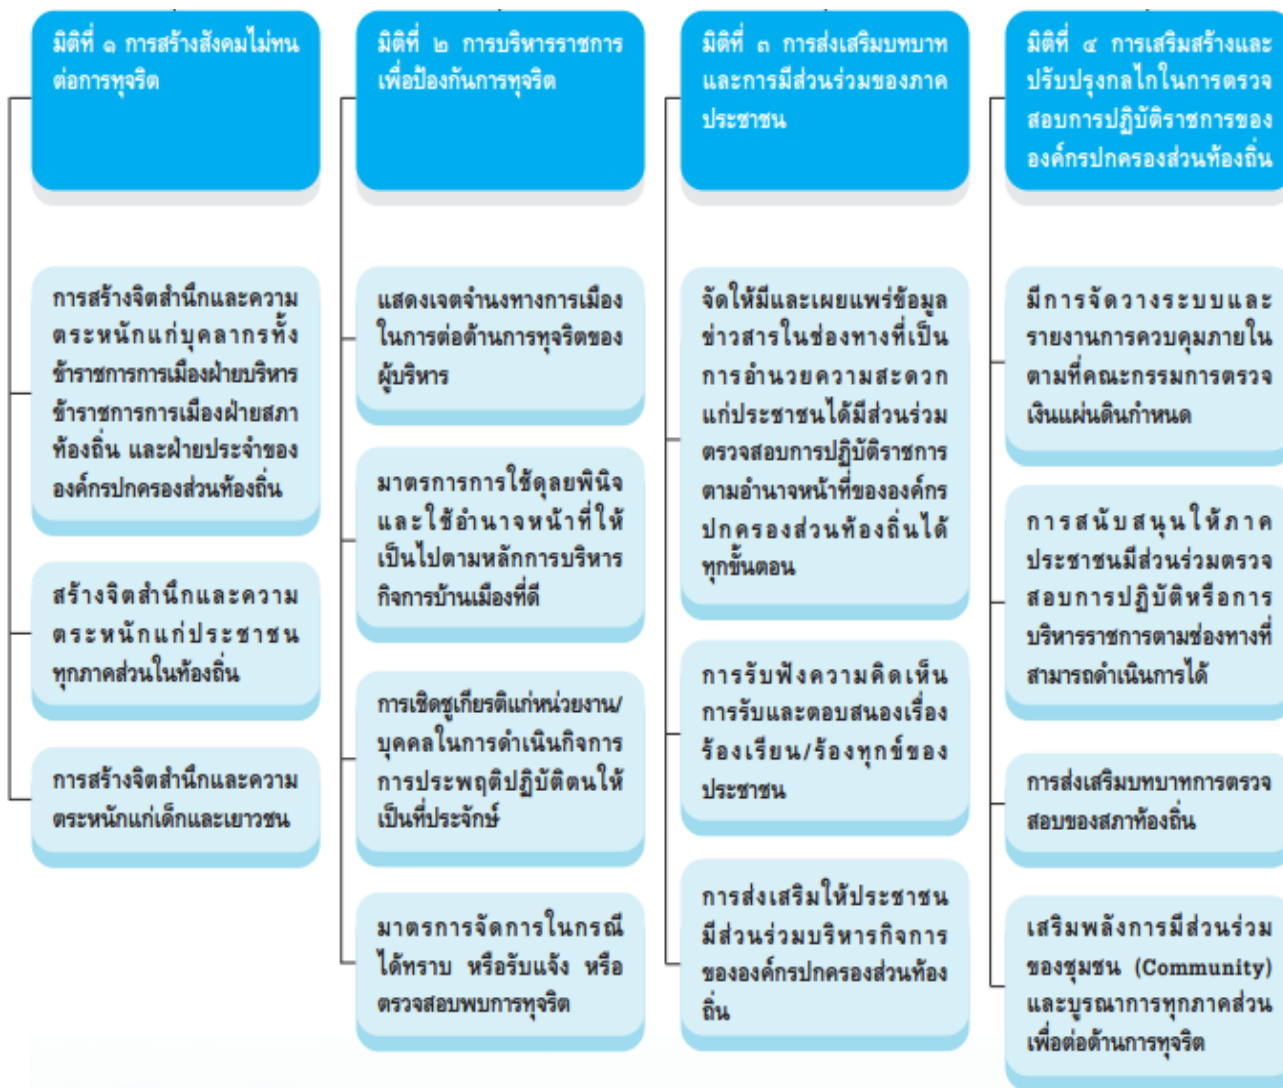 มิติที่ ๑ การสร้างสังคมไม่ทน
ต่อการทุจริต
การสร้างจิตสำนึกและความ
ตระหนักแก่บุคลากรทั้ง
ข้าราชการการเมืองฝ่ายบริหาร
ข้าราชการการเมืองฝ่ายสภา
ท้องถิ่น และฝ่ายประจำของ
องค์กรปกครองส่วนท้องถิ่น
สร้างจิตสำนึกและความ
ตระหนักแก่ประชาชน
ทุกภาคส่วนในท้องถิ่น
การสร้างจิตสำนึกและความ
ตระหนักแก่เด็กและเยาวชน
มิติที่ ๒ การบริหารราชการ
เพื่อป้องกันการทุจริต
แสดงเจตจำนงทางการเมือง
ในการต่อต้านการทุจริตของ
ผู้บริหาร
มาตรการการใช้ดุลยพินิจ
และใช้อำนาจหน้าที่ให้
เป็นไปตามหลักการบริหาร
กิจการบ้านเมืองที่ดี
การเชิดชูเกียรติแก่หน่วยงาน/
บุคคลในการดำเนินกิจการ
การประพฤติปฏิบัติตนให้
เป็นที่ประจักษ์
มาตรการจัดการในกรณี
ได้ทราบ หรือรับแจ้ง หรือ
ตรวจสอบพบการทุจริต
มิติที่ ๓ การส่งเสริมบทบาท
และการมีส่วนร่วมของภาค
ประชาชน
จัดให้มีและเผยแพร่ข้อมูล
ข่าวสารในช่องทางที่เป็น
การอำนวยความสะดวก
แก่ประชาชนได้มีส่วนร่วม
ตรวจสอบการปฏิบัติราชการ
ตามอำนาจหน้าที่ขององค์กร
ปกครองส่วนท้องถิ่นได้
ทุกขั้นตอน
การรับฟังความคิดเห็น
การรับและตอบสนองเรื่อง
ร้องเรียน/ร้องทุกข์ของ
ประชาชน
การส่งเสริมให้ประชาชน
มีส่วนร่วมบริหารกิจการ
ขององค์กรปกครองส่วนท้อง
ถิ่น
มิติที่ ๔ การเสริมสร้างและ
ปรับปรุงกลไกในการตรวจ
สอบการปฏิบัติราชการของ
องค์กรปกครองส่วนท้องถิ่น
มีการจัดวางระบบและ
รายงานการควบคุมภายใน
ตามที่คณะกรรมการตรวจ
เงินแผ่นดินกำหนด
การสนับสนุนให้ภาค
ประชาชนมีส่วนร่วมตรวจ
สอบการปฏิบัติหรือการ
บริหารราชการตามช่องทางที่
สามารถดำเนินการได้
การส่งเสริมบทบาทการตรวจ
สอบของสภาท้องถิ่น
เสริมพลังการมีส่วนร่วม
ของชุมชน (Community)
และบูรณาการทุกภาคส่วน
เพื่อต่อต้านการทุจริต